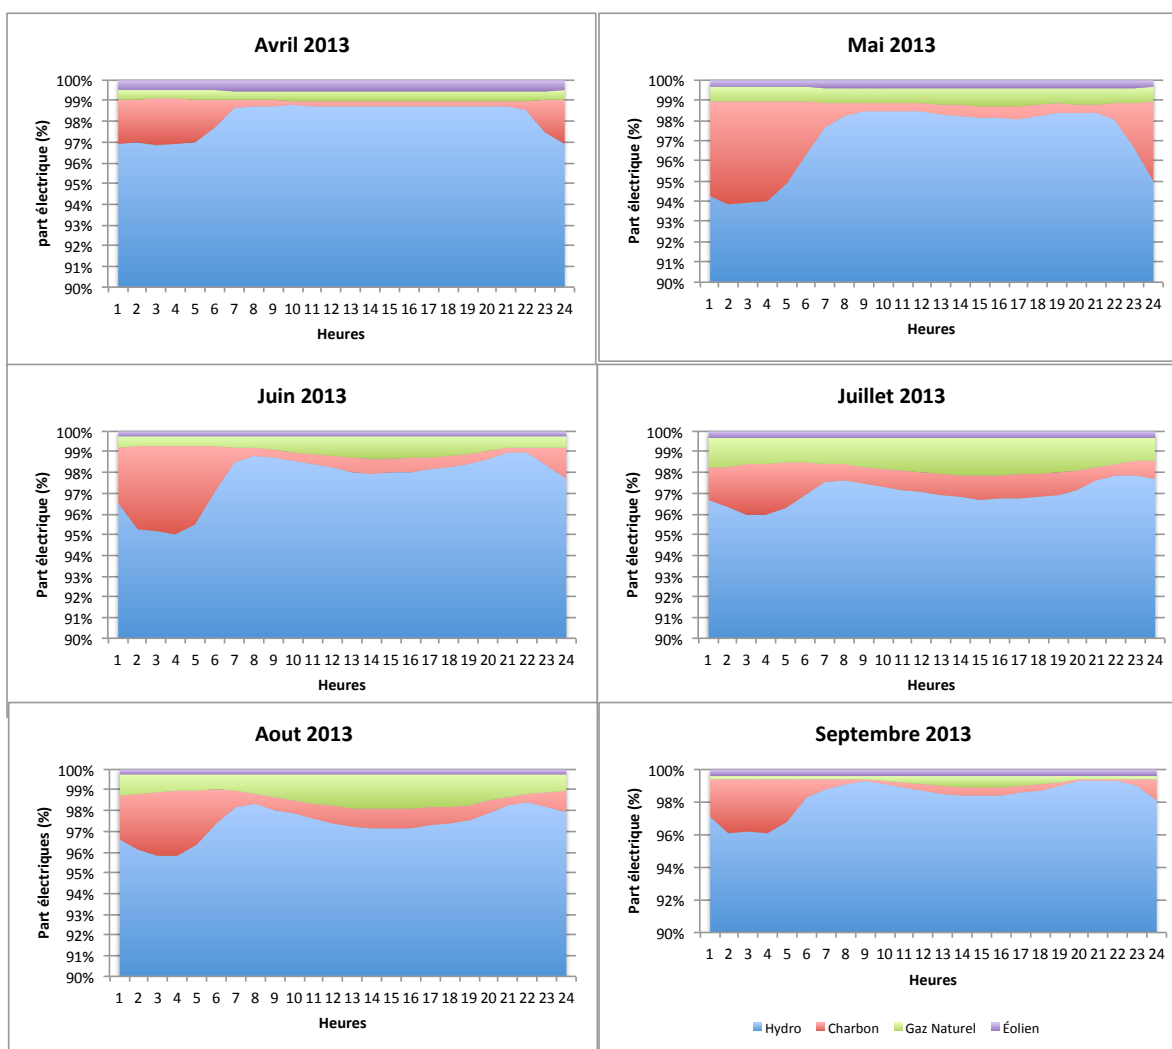 Avril 2013
100%
99%
98%
97%
96%
95%
94%
93%
92%
91%
90%
part électrique (%)
1 2 3 4 5 6 7 8 9 10 11 12 13 14 15 16 17 18 19 20 21 22 23 24
Heures
Mai 2013
100%
99%
98%
97%
96%
95%
94%
93%
92%
91%
90%
Part électrique (%)
1 2 3 4 5 6 7 8 9 10 11 12 13 14 15 16 17 18 19 20 21 22 23 24
Heures
Juin 2013
100%
99%
98%
97%
96%
95%
94%
93%
92%
91%
90%
Part électrique (%)
1 2 3 4 5 6 7 8 9 10 11 12 13 14 15 16 17 18 19 20 21 22 23 24
Heures
Juillet 2013
100%
99%
98%
97%
96%
95%
94%
93%
92%
91%
90%
Part électrique (%)
1 2 3 4 5 6 7 8 9 10 11 12 13 14 15 16 17 18 19 20 21 22 23 24
Heures
Aout 2013
100%
99%
98%
97%
96%
95%
94%
93%
92%
91%
90%
Part électriques (%)
1 2 3 4 5 6 7 8 9 10 11 12 13 14 15 16 17 18 19 20 21 22 23 24
Heures
Septembre 2013
100%
98%
96%
94%
92%
90%
Part électrique (%)
1 2 3 4 5 6 7 8 9 10 11 12 13 14 15 16 17 18 19 20 21 22 23 24
Heures
Hydro Charbon Gaz Naturel Éolien